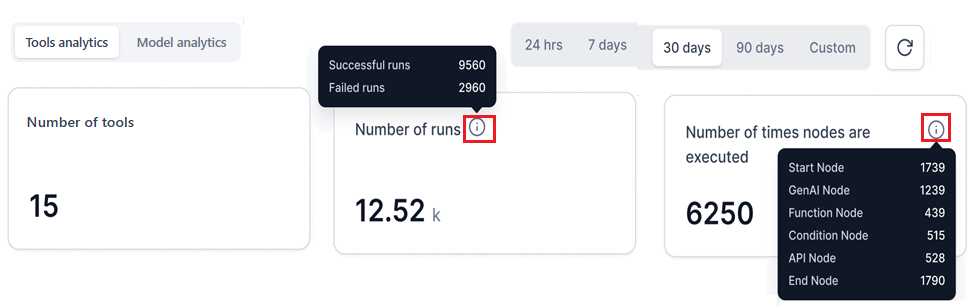 Tools analytics Model analytics
24 hrs 7 days 30 days 90 days Custom
Successful runs 9560
Failed runs 2960
Number of tools
15
Number of runs
12.52 k
Number of times nodes are
executed
6250
Start Node 1739
GenAI Node 1239
Function Node 439
Condition Node 515
API Node 528
End Node 1790